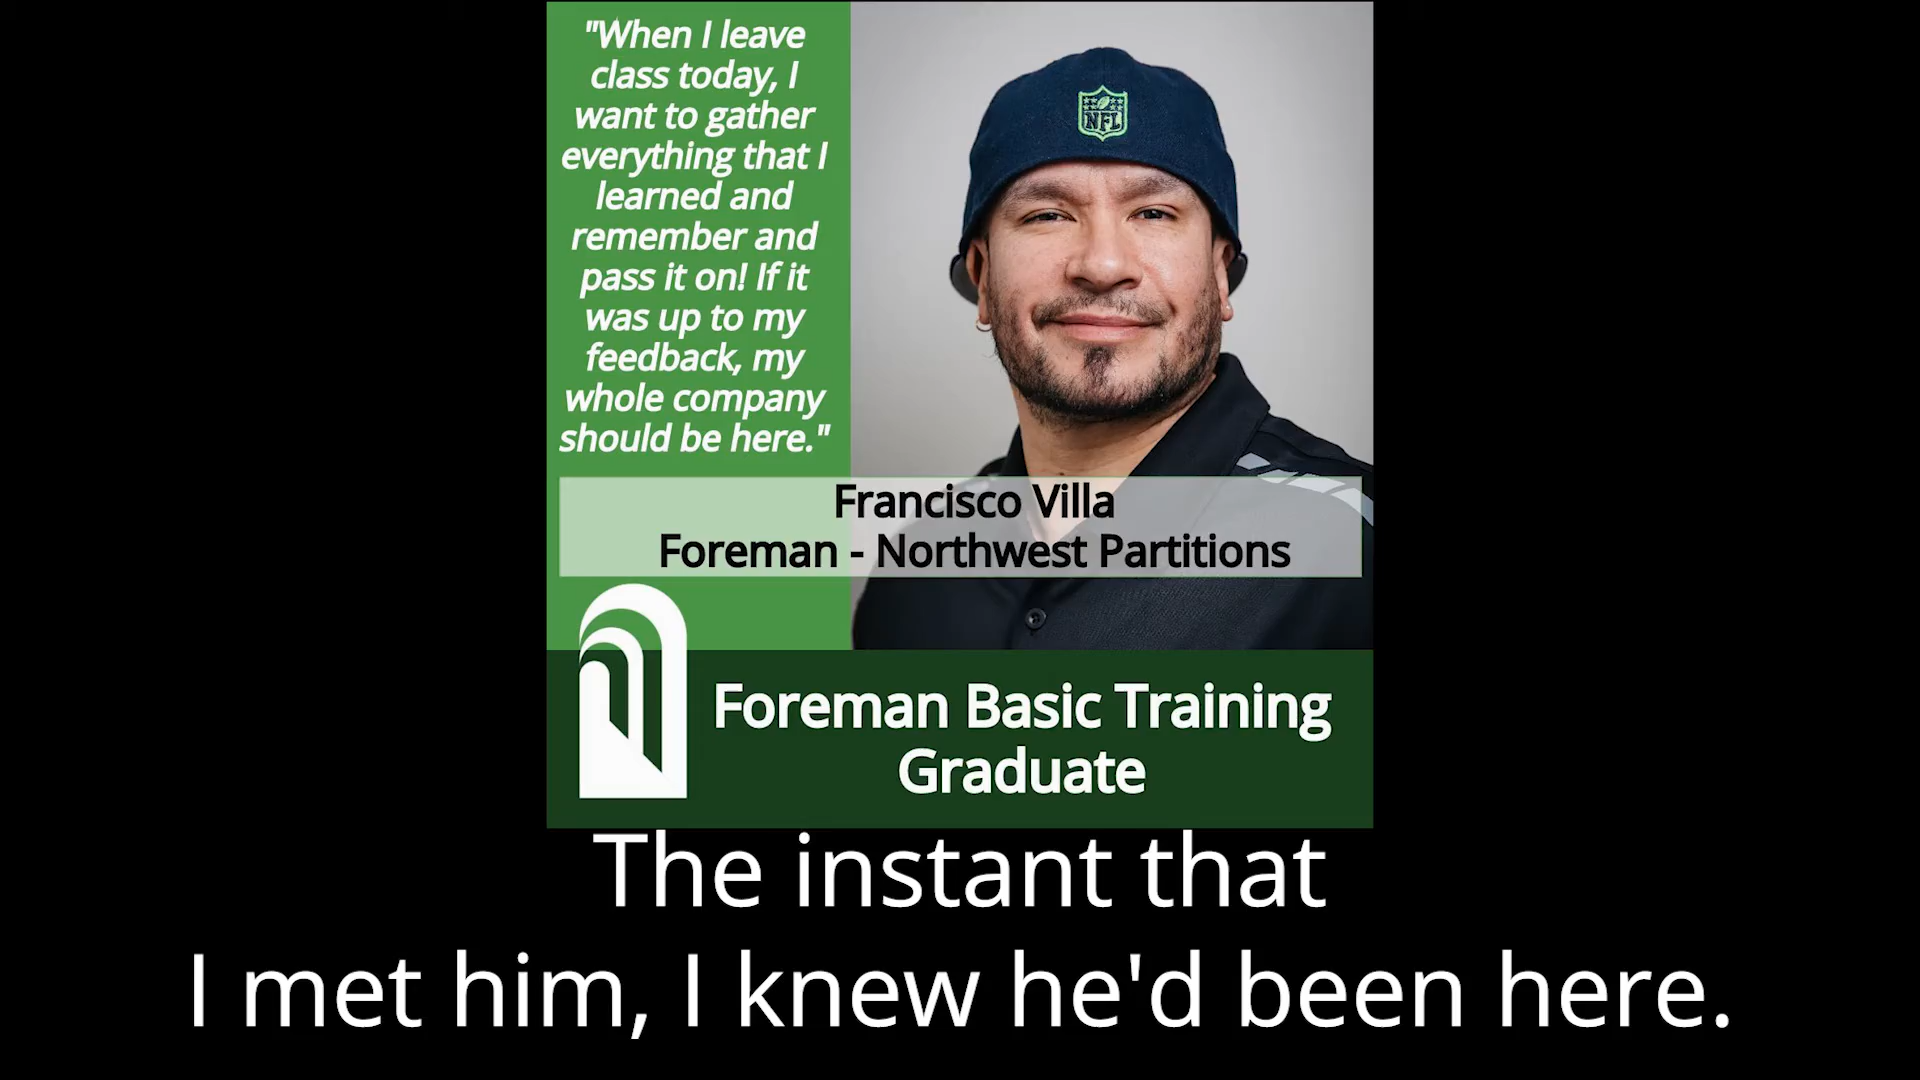 "When I leave
class today, I
want to gather
everything that I
learned and
remember and
pass it on! If it
was up to my
feedback, my
whole company
should be here."
NFL
Francisco Villa
Foreman - Northwest Partitions
Foreman Basic Training
Graduate
The instant that
I met him, I knew he'd been here.